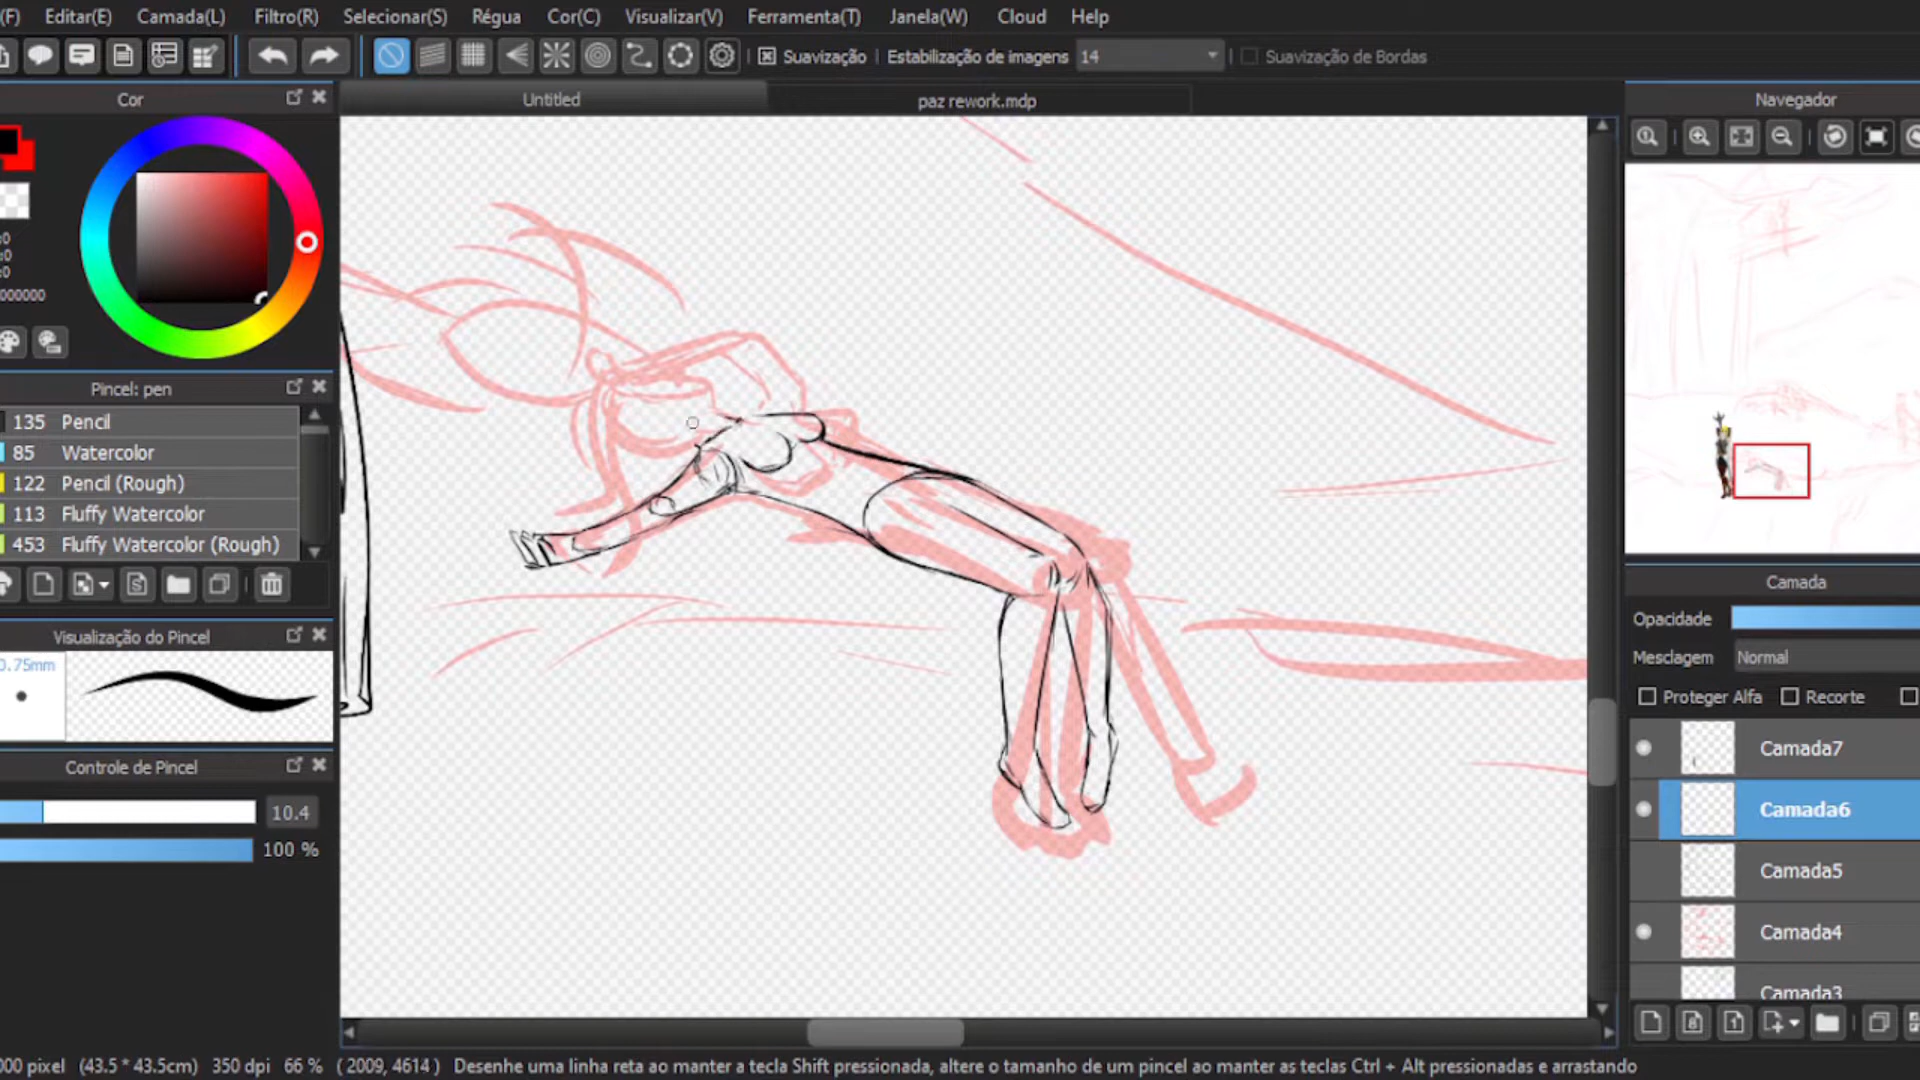 (F) Editar(E) Camada(L) Filtro(R) Selecionar(S) Régua Cor(C) Visualizar(V) Ferramenta(T) Janela(W) Cloud Help
Suavização Estabilização de imagens 14 Suavização de Bordas
Cor
Untitled
paz rework.mdp
Navegador
:0
:0
:0
000000
Pincel: pen
135 Pencil
85 Watercolor
122 Pencil (Rough)
113 Fluffy Watercolor
453 Fluffy Watercolor (Rough)
Visualização do Pincel
0.75mm
Controle de Pincel
10.4
100 %
Camada
Opacidade
Mesclagem Normal
Proteger Alfa Recorte
Camada7
Camada6
Camada5
Camada4
Camada3
000 pixel (43.5 * 43.5cm) 350 dpi 66 % ( 2009, 4614 ) Desenhe uma linha reta ao manter a tecla Shift pressionada, altere o tamanho de um pincel ao manter as teclas Ctrl + Alt pressionadas e arrastando